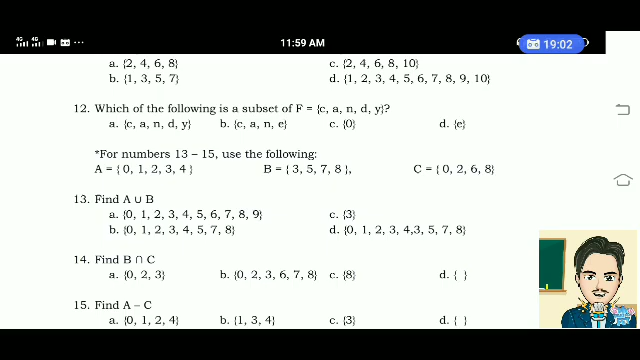 4G 4G 11:59 AM 19:02
a. {2, 4, 6, 8} c. {2, 4, 6, 8, 10}
b. {1, 3, 5, 7} d. {1, 2, 3, 4, 5, 6, 7, 8, 9, 10}
12. Which of the following is a subset of F = {c, a, n, d, y}?
a. {c, a, n, d, y} b. {c, a, n, e} c. {0} d. {e}
*For numbers 13 – 15, use the following:
A = { 0, 1, 2, 3, 4 } B = { 3, 5, 7, 8 }, C = { 0, 2, 6, 8}
13. Find A ∪ B
a. {0, 1, 2, 3, 4, 5, 6, 7, 8, 9} c. {3}
b. {0, 1, 2, 3, 4, 5, 7, 8} d. {0, 1, 2, 3, 4,3, 5, 7, 8}
14. Find B ∩ C
a. {0, 2, 3} b. {0, 2, 3, 6, 7, 8} c. {8} d. { }
15. Find A – C
a. {0, 1, 2, 4} b. {1, 3, 4} c. {3} d. { }